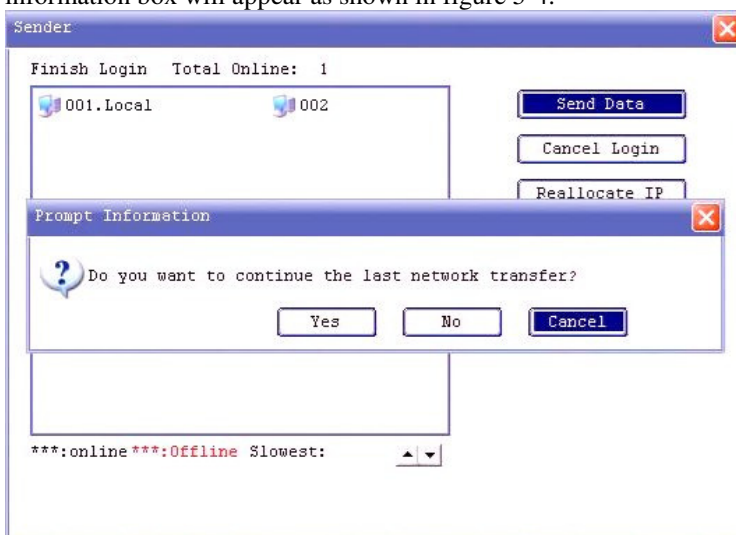 information box will appear as shown in figure 3-4.
Sender
Finish Login Total Online: 1
001.Local 002
Send Data
Cancel Login
Reallocate IP
Prompt Information
Do you want to continue the last network transfer?
Yes No Cancel
***:online ***:Offline Slowest: